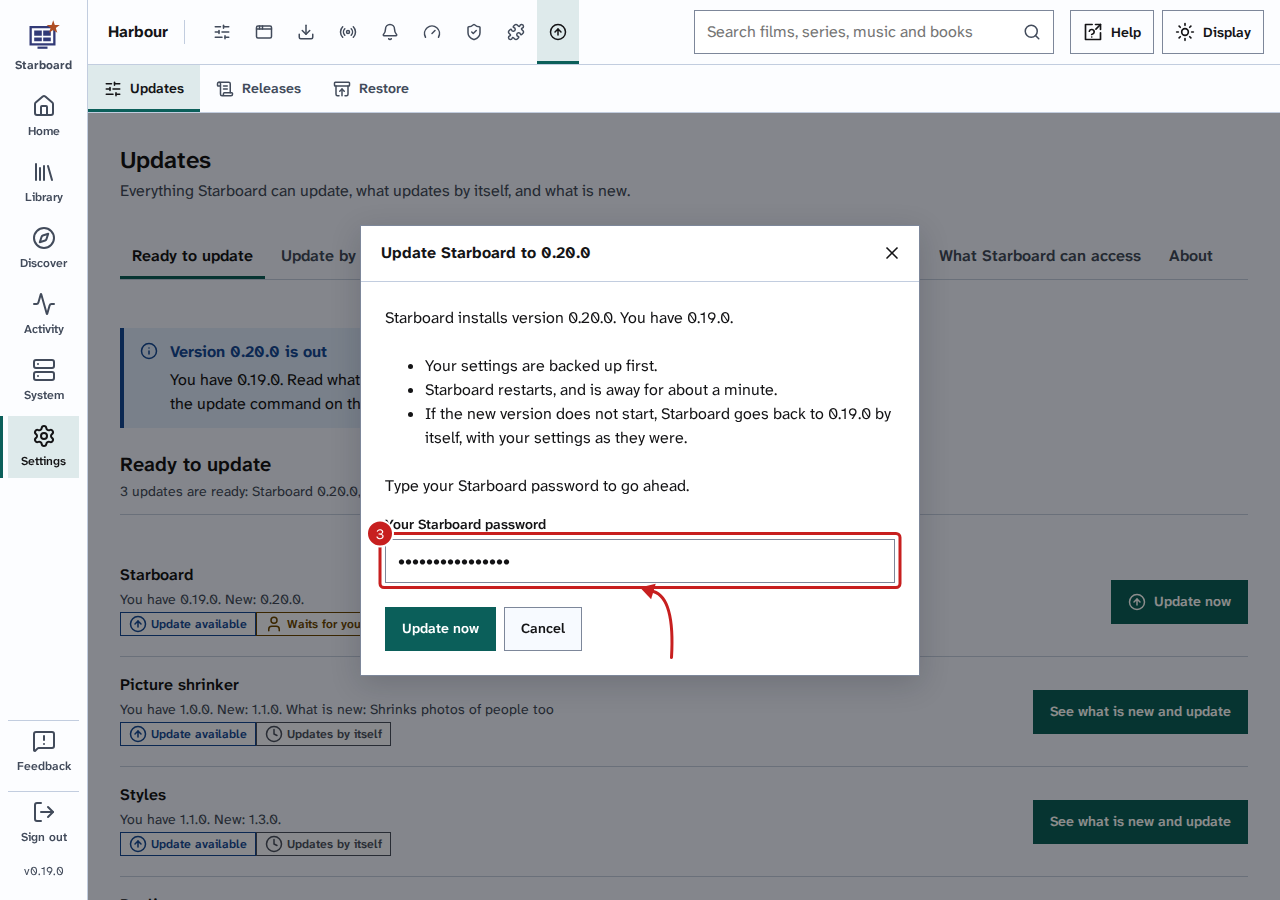 Starboard
Home
Library
Discover
Activity
System
Settings
Feedback
Sign out
v0.19.0
Harbour
Search films, series, music and books
Help
Display
Updates
Releases
Restore
Updates
Everything Starboard can update, what updates by itself, and what is new.
Ready to update
Update by
What Starboard can access
About
Version 0.20.0 is out
You have 0.19.0. Read what
the update command on th
Ready to update
3 updates are ready: Starboard 0.20.0,
Starboard
You have 0.19.0. New: 0.20.0.
Update available
Waits for you
Update now
Picture shrinker
You have 1.0.0. New: 1.1.0. What is new: Shrinks photos of people too
Update available
Updates by itself
See what is new and update
Styles
You have 1.1.0. New: 1.3.0.
Update available
Updates by itself
See what is new and update
Update Starboard to 0.20.0
Starboard installs version 0.20.0. You have 0.19.0.
Your settings are backed up first.
Starboard restarts, and is away for about a minute.
If the new version does not start, Starboard goes back to 0.19.0 by
itself, with your settings as they were.
Type your Starboard password to go ahead.
Your Starboard password
3
Update now
Cancel